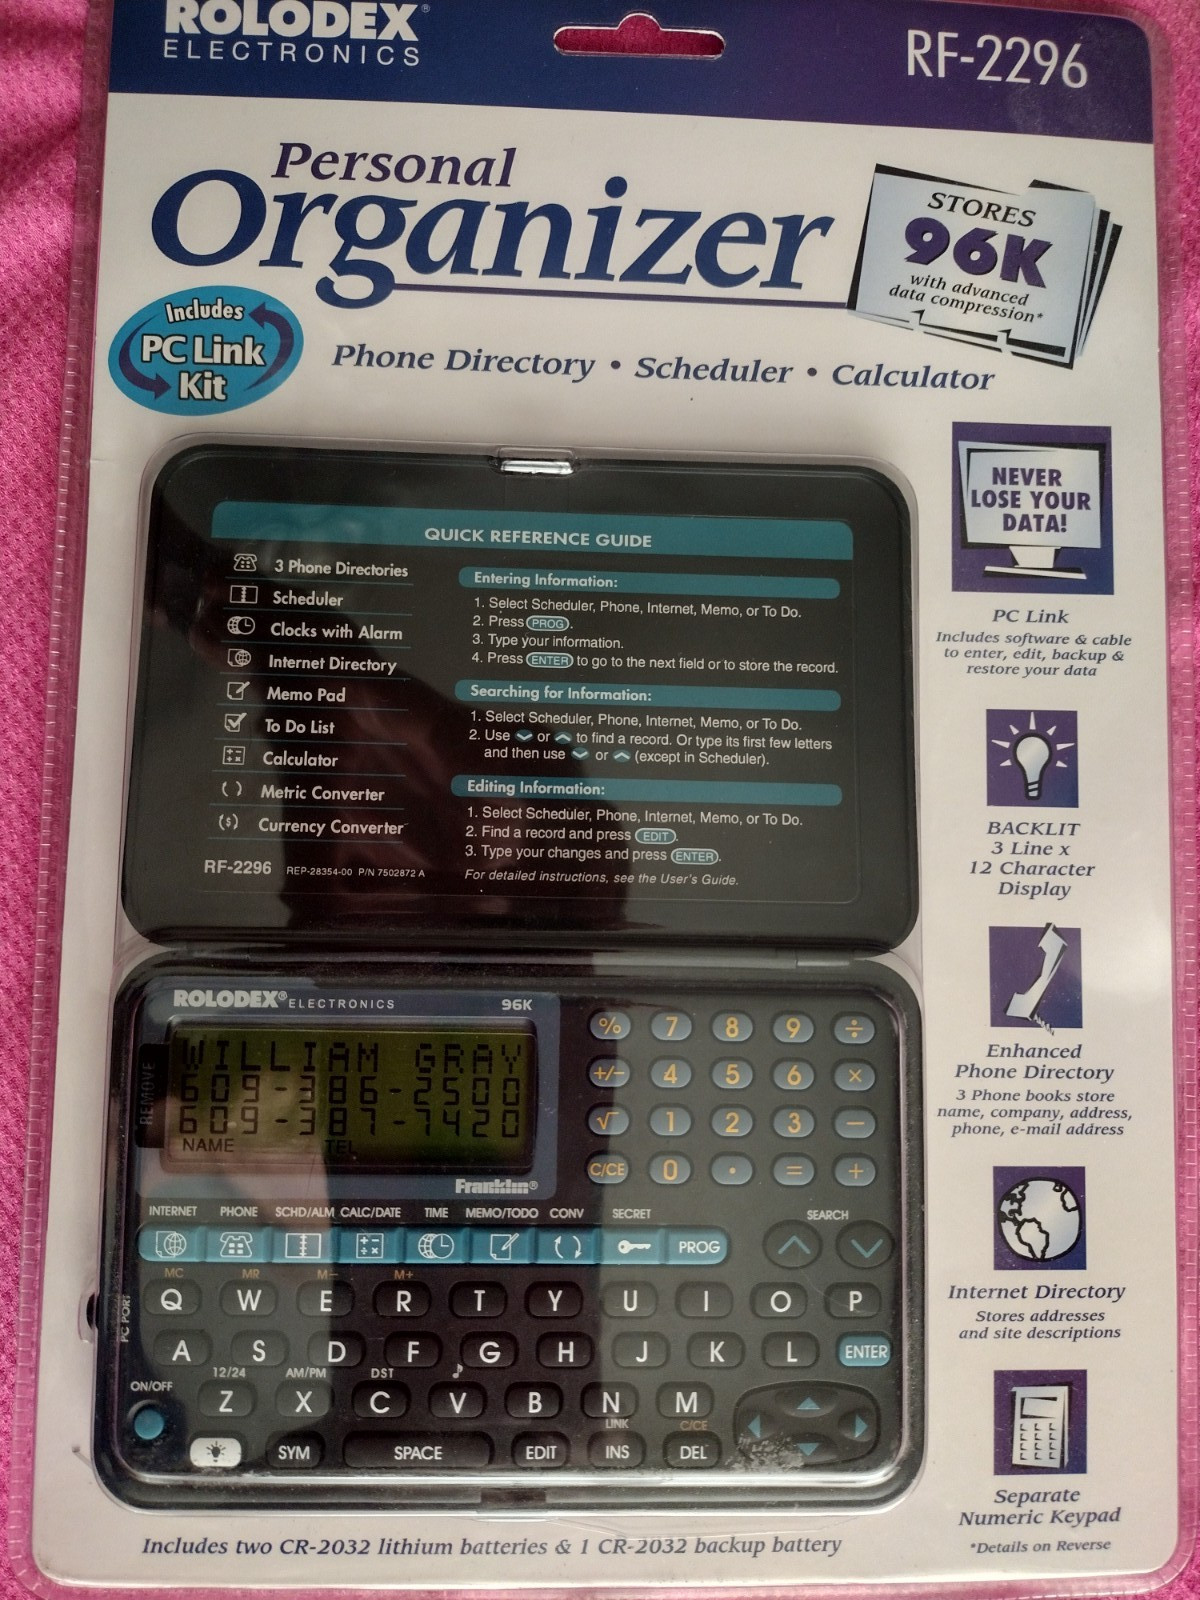 ROLODEX®
ELECTRONICS
RF-2296
Personal
Organizer
STORES
96K
with advanced
data compression*
Includes
PC Link
Kit
Phone Directory • Scheduler • Calculator
QUICK REFERENCE GUIDE
3 Phone Directories
Scheduler
Clocks with Alarm
Internet Directory
Memo Pad
To Do List
Calculator
Metric Converter
($) Currency Converter
RF-2296 REP-28354-00 P/N 7502872 A
Entering Information:
1. Select Scheduler, Phone, Internet, Memo, or To Do.
2. Press PROG.
3. Type your information.
4. Press ENTER to go to the next field or to store the record.
Searching for Information:
1. Select Scheduler, Phone, Internet, Memo, or To Do.
2. Use or to find a record. Or type its first few letters
and then use or (except in Scheduler).
Editing Information:
1. Select Scheduler, Phone, Internet, Memo, or To Do.
2. Find a record and press EDIT.
3. Type your changes and press ENTER.
For detailed instructions, see the User's Guide.
NEVER
LOSE YOUR
DATA!
PC Link
Includes software & cable
to enter, edit, backup &
restore your data
BACKLIT
3 Line x
12 Character
Display
Enhanced
Phone Directory
3 Phone books store
name, company, address,
phone, e-mail address
Internet Directory
Stores addresses
and site descriptions
Separate
Numeric Keypad
*Details on Reverse
ROLODEX® ELECTRONICS 96K
REMOVE
WILLIAM GRAY
609-386-2500
609-387-7420
NAME TEL
Franklin®
% 7 8 9 ÷
+/− 4 5 6 ×
√ 1 2 3 −
C/CE 0 . = +
INTERNET PHONE SCHD/ALM CALC/DATE TIME MEMO/TODO CONV SECRET SEARCH
PROG
MC MR M− M+
Q W E R T Y U I O P
PC PORT
A S D F G H J K L ENTER
12/24 AM/PM DST ♪
ON/OFF
Z X C V B N M
LINK C/CE
SYM SPACE EDIT INS DEL
Includes two CR-2032 lithium batteries & 1 CR-2032 backup battery